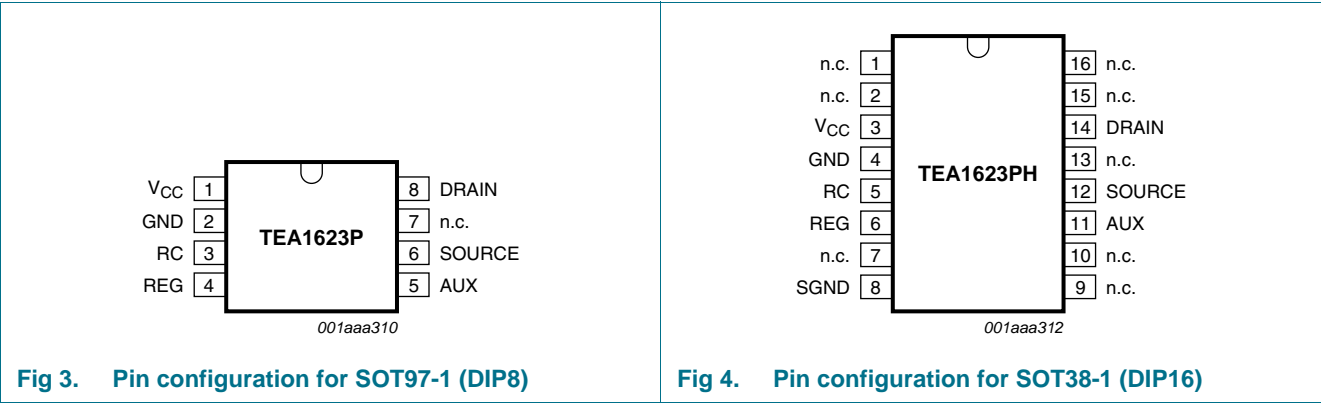 V_CC 1
GND 2
RC 3
REG 4
TEA1623P
8 DRAIN
7 n.c.
6 SOURCE
5 AUX
001aaa310
Fig 3. Pin configuration for SOT97-1 (DIP8)
n.c. 1
n.c. 2
V_CC 3
GND 4
RC 5
REG 6
n.c. 7
SGND 8
TEA1623PH
16 n.c.
15 n.c.
14 DRAIN
13 n.c.
12 SOURCE
11 AUX
10 n.c.
9 n.c.
001aaa312
Fig 4. Pin configuration for SOT38-1 (DIP16)